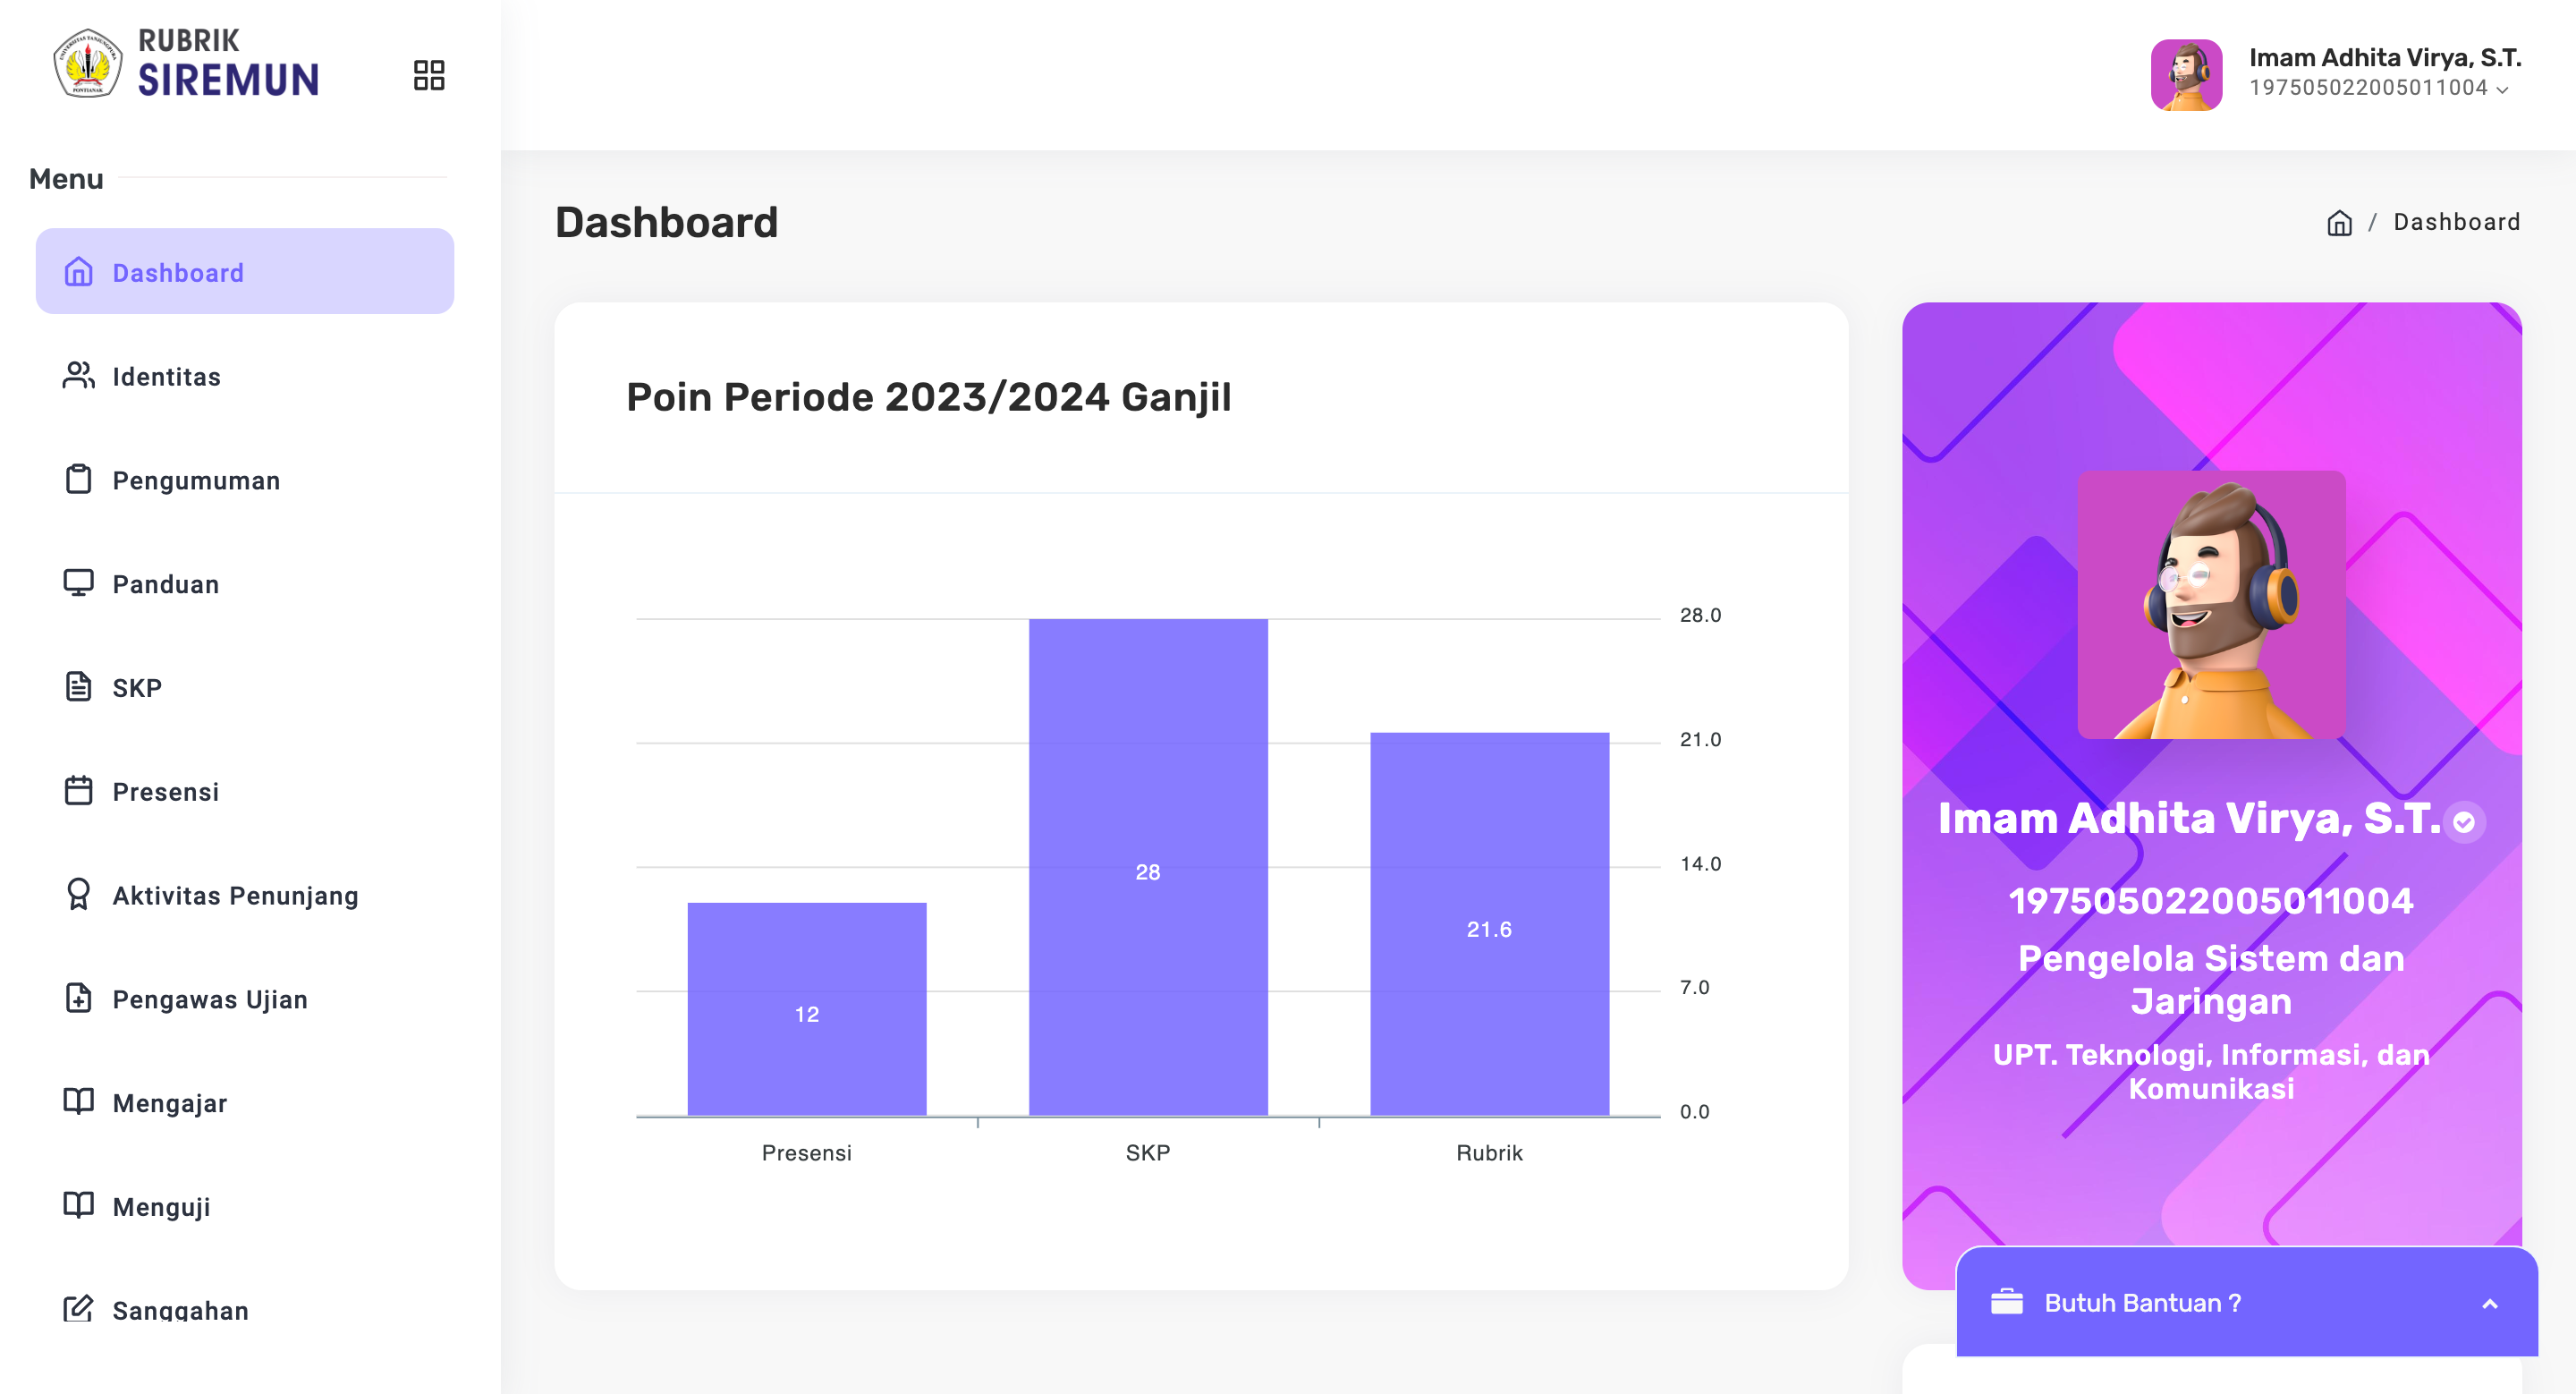 UNIVERSITAS TANJUNGPURA
PONTIANAK
RUBRIK
SIREMUN
Imam Adhita Virya, S.T.
197505022005011004
Menu
Dashboard
Identitas
Pengumuman
Panduan
SKP
Presensi
Aktivitas Penunjang
Pengawas Ujian
Mengajar
Menguji
Sanggahan
Dashboard
/ Dashboard
Poin Periode 2023/2024 Ganjil
28.0
21.0
14.0
7.0
0.0
12
28
21.6
Presensi
SKP
Rubrik
Imam Adhita Virya, S.T.
197505022005011004
Pengelola Sistem dan
Jaringan
UPT. Teknologi, Informasi, dan
Komunikasi
Butuh Bantuan ?